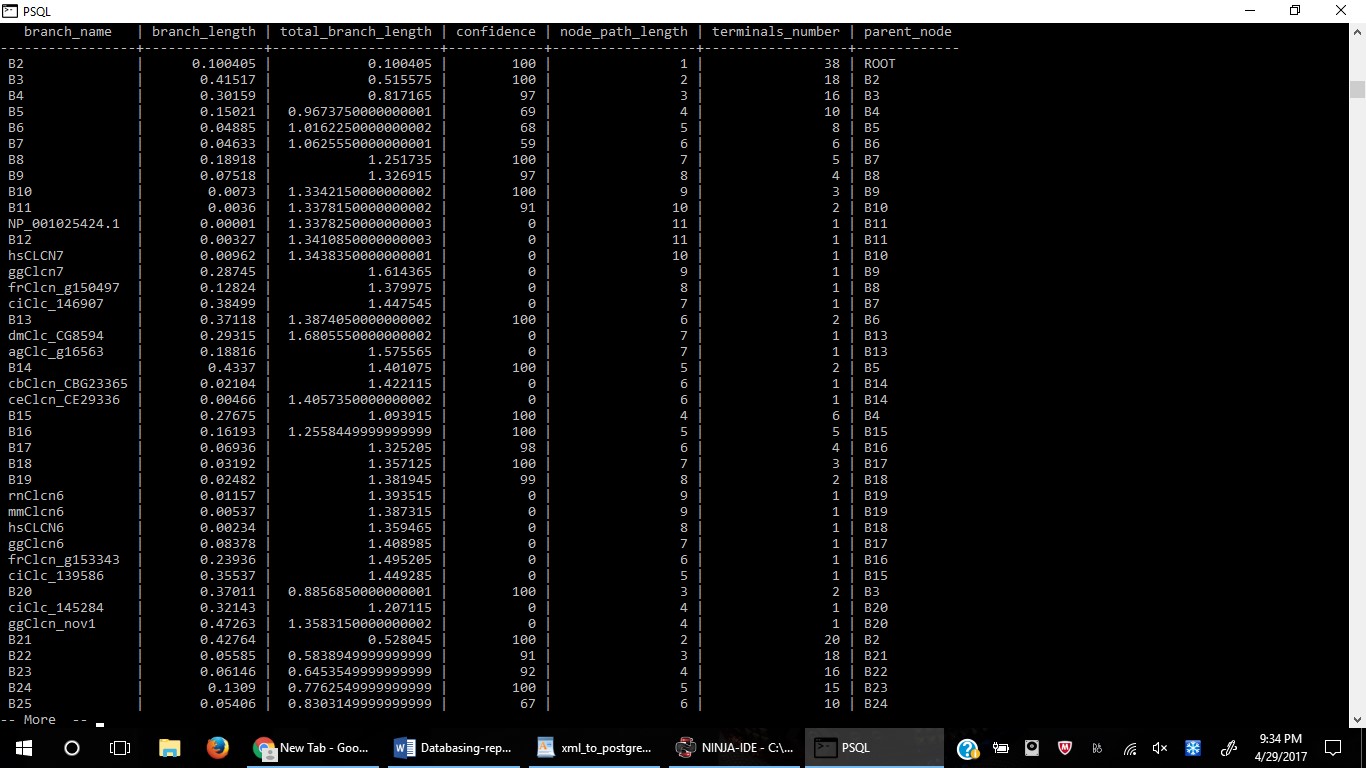 PSQL
branch_name | branch_length | total_branch_length | confidence | node_path_length | terminals_number | parent_node
----------------+---------------+---------------------+------------+------------------+------------------+-------------
B2 | 0.100405 | 0.100405 | 100 | 1 | 38 | ROOT
B3 | 0.41517 | 0.515575 | 100 | 2 | 18 | B2
B4 | 0.30159 | 0.817165 | 97 | 3 | 16 | B3
B5 | 0.15021 | 0.9673750000000001 | 69 | 4 | 10 | B4
B6 | 0.04885 | 1.0162250000000002 | 68 | 5 | 8 | B5
B7 | 0.04633 | 1.0625550000000001 | 59 | 6 | 6 | B6
B8 | 0.18918 | 1.251735 | 100 | 7 | 5 | B7
B9 | 0.07518 | 1.326915 | 97 | 8 | 4 | B8
B10 | 0.0073 | 1.3342150000000002 | 100 | 9 | 3 | B9
B11 | 0.0036 | 1.3378150000000002 | 91 | 10 | 2 | B10
NP_001025424.1 | 0.00001 | 1.3378250000000003 | 0 | 11 | 1 | B11
B12 | 0.00327 | 1.3410850000000003 | 0 | 11 | 1 | B11
hsCLCN7 | 0.00962 | 1.3438350000000001 | 0 | 10 | 1 | B10
ggClcn7 | 0.28745 | 1.614365 | 0 | 9 | 1 | B9
frClcn_g150497 | 0.12824 | 1.379975 | 0 | 8 | 1 | B8
ciClc_146907 | 0.38499 | 1.447545 | 0 | 7 | 1 | B7
B13 | 0.37118 | 1.3874050000000002 | 100 | 6 | 2 | B6
dmClc_CG8594 | 0.29315 | 1.6805550000000002 | 0 | 7 | 1 | B13
agClc_g16563 | 0.18816 | 1.575565 | 0 | 7 | 1 | B13
B14 | 0.4337 | 1.401075 | 100 | 5 | 2 | B5
cbClcn_CBG23365 | 0.02104 | 1.422115 | 0 | 6 | 1 | B14
ceClcn_CE29336 | 0.00466 | 1.4057350000000002 | 0 | 6 | 1 | B14
B15 | 0.27675 | 1.093915 | 100 | 4 | 6 | B4
B16 | 0.16193 | 1.2558449999999999 | 100 | 5 | 5 | B15
B17 | 0.06936 | 1.325205 | 98 | 6 | 4 | B16
B18 | 0.03192 | 1.357125 | 100 | 7 | 3 | B17
B19 | 0.02482 | 1.381945 | 99 | 8 | 2 | B18
rnClcn6 | 0.01157 | 1.393515 | 0 | 9 | 1 | B19
mmClcn6 | 0.00537 | 1.387315 | 0 | 9 | 1 | B19
hsCLCN6 | 0.00234 | 1.359465 | 0 | 8 | 1 | B18
ggClcn6 | 0.08378 | 1.408985 | 0 | 7 | 1 | B17
frClcn_g153343 | 0.23936 | 1.495205 | 0 | 6 | 1 | B16
ciClc_139586 | 0.35537 | 1.449285 | 0 | 5 | 1 | B15
B20 | 0.37011 | 0.8856850000000001 | 100 | 3 | 2 | B3
ciClc_145284 | 0.32143 | 1.207115 | 0 | 4 | 1 | B20
ggClcn_nov1 | 0.47263 | 1.3583150000000002 | 0 | 4 | 1 | B20
B21 | 0.42764 | 0.528045 | 100 | 2 | 20 | B2
B22 | 0.05585 | 0.5838949999999999 | 91 | 3 | 18 | B21
B23 | 0.06146 | 0.6453549999999999 | 92 | 4 | 16 | B22
B24 | 0.1309 | 0.7762549999999999 | 100 | 5 | 15 | B23
B25 | 0.05406 | 0.8303149999999999 | 67 | 6 | 10 | B24
-- More --
New Tab - Goo... Databasing-rep... xml_to_postgre... NINJA-IDE - C:\... PSQL 9:34 PM
4/29/2017